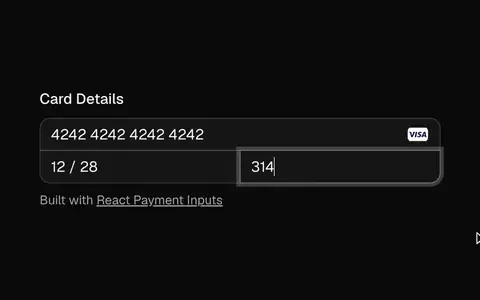 Card Details
4242 4242 4242 4242 VISA
12 / 28 314
Built with React Payment Inputs